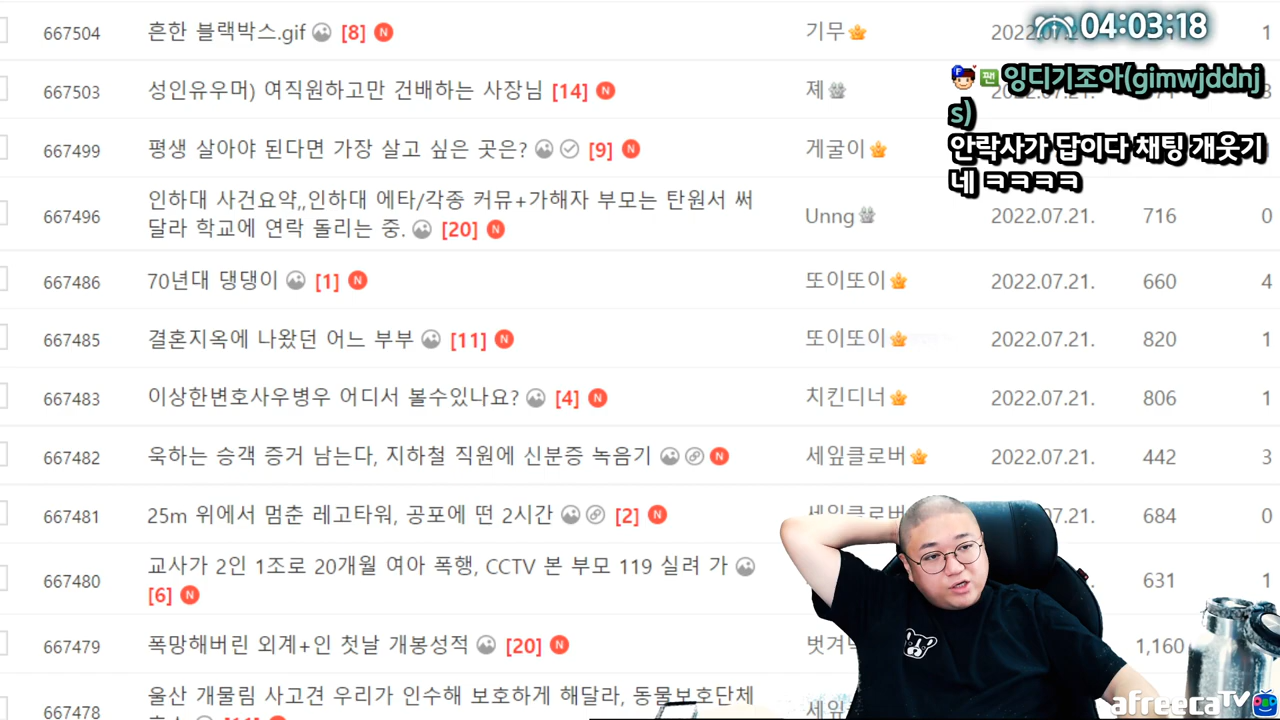 667504 흔한 블랙박스.gif [8] N 기무 2022.07.2 1
04:03:18
667503 성인유우머) 여직원하고만 건배하는 사장님 [14] N 제
팬 잉디기조아(gimwjddnj
s)
안락사가 답이다 채팅 개웃기
네 ㅋㅋㅋㅋ
667499 평생 살아야 된다면 가장 살고 싶은 곳은? [9] N 게굴이
667496 인하대 사건요약,,인하대 에타/각종 커뮤+가해자 부모는 탄원서 써
달라 학교에 연락 돌리는 중. [20] N Unng 2022.07.21. 716 0
667486 70년대 댕댕이 [1] N 또이또이 2022.07.21. 660 4
667485 결혼지옥에 나왔던 어느 부부 [11] N 또이또이 2022.07.21. 820 1
667483 이상한변호사우병우 어디서 볼수있나요? [4] N 치킨디너 2022.07.21. 806 1
667482 욱하는 승객 증거 남는다, 지하철 직원에 신분증 녹음기 N 세잎클로버 2022.07.21. 442 3
667481 25m 위에서 멈춘 레고타워, 공포에 떤 2시간 [2] N 세잎클로버 07.21. 684 0
667480 교사가 2인 1조로 20개월 여아 폭행, CCTV 본 부모 119 실려 가
[6] N 631 1
667479 폭망해버린 외계+인 첫날 개봉성적 [20] N 벗겨 1,160
667478 울산 개물림 사고견 우리가 인수해 보호하게 해달라, 동물보호단체
afreecaTV